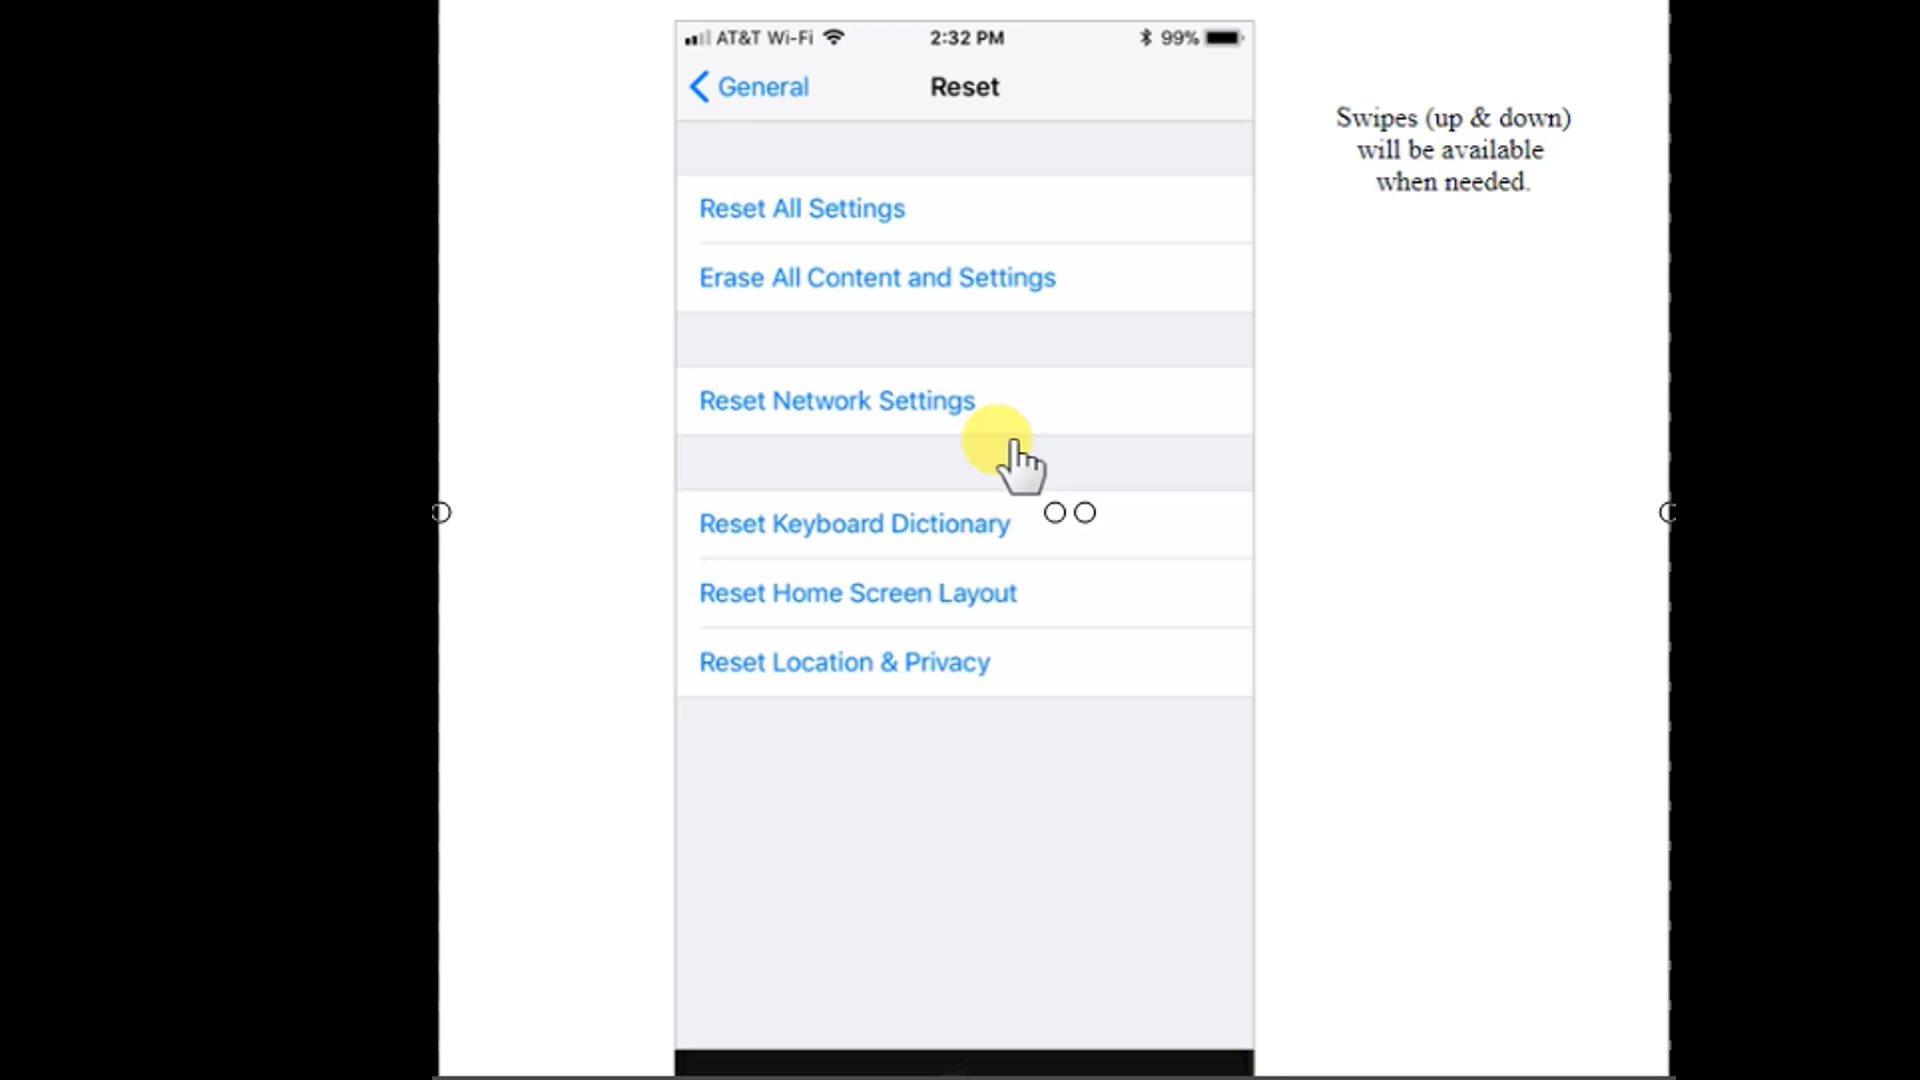 AT&T Wi-Fi 2:32 PM 99%
General Reset
Swipes (up & down)
will be available
when needed.
Reset All Settings
Erase All Content and Settings
Reset Network Settings
Reset Keyboard Dictionary
Reset Home Screen Layout
Reset Location & Privacy